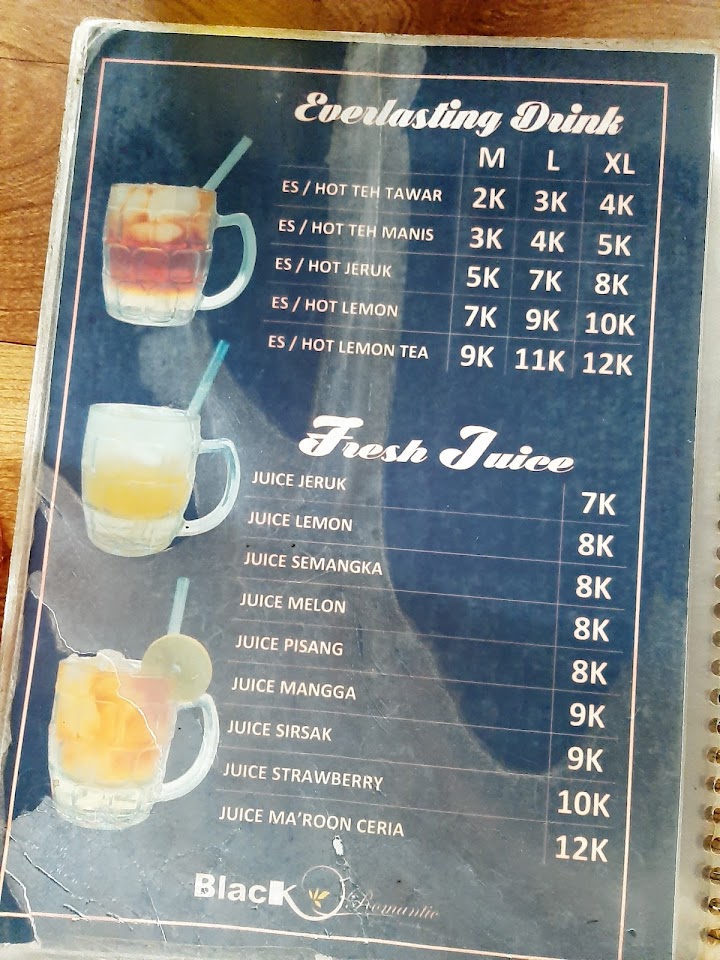 Everlasting Drink
M L XL
ES / HOT TEH TAWAR 2K 3K 4K
ES / HOT TEH MANIS 3K 4K 5K
ES / HOT JERUK 5K 7K 8K
ES / HOT LEMON 7K 9K 10K
ES / HOT LEMON TEA 9K 11K 12K
Fresh Juice
JUICE JERUK 7K
JUICE LEMON 8K
JUICE SEMANGKA 8K
JUICE MELON 8K
JUICE PISANG 8K
JUICE MANGGA 9K
JUICE SIRSAK 9K
JUICE STRAWBERRY 10K
JUICE MA'ROON CERIA 12K
Black Romantic